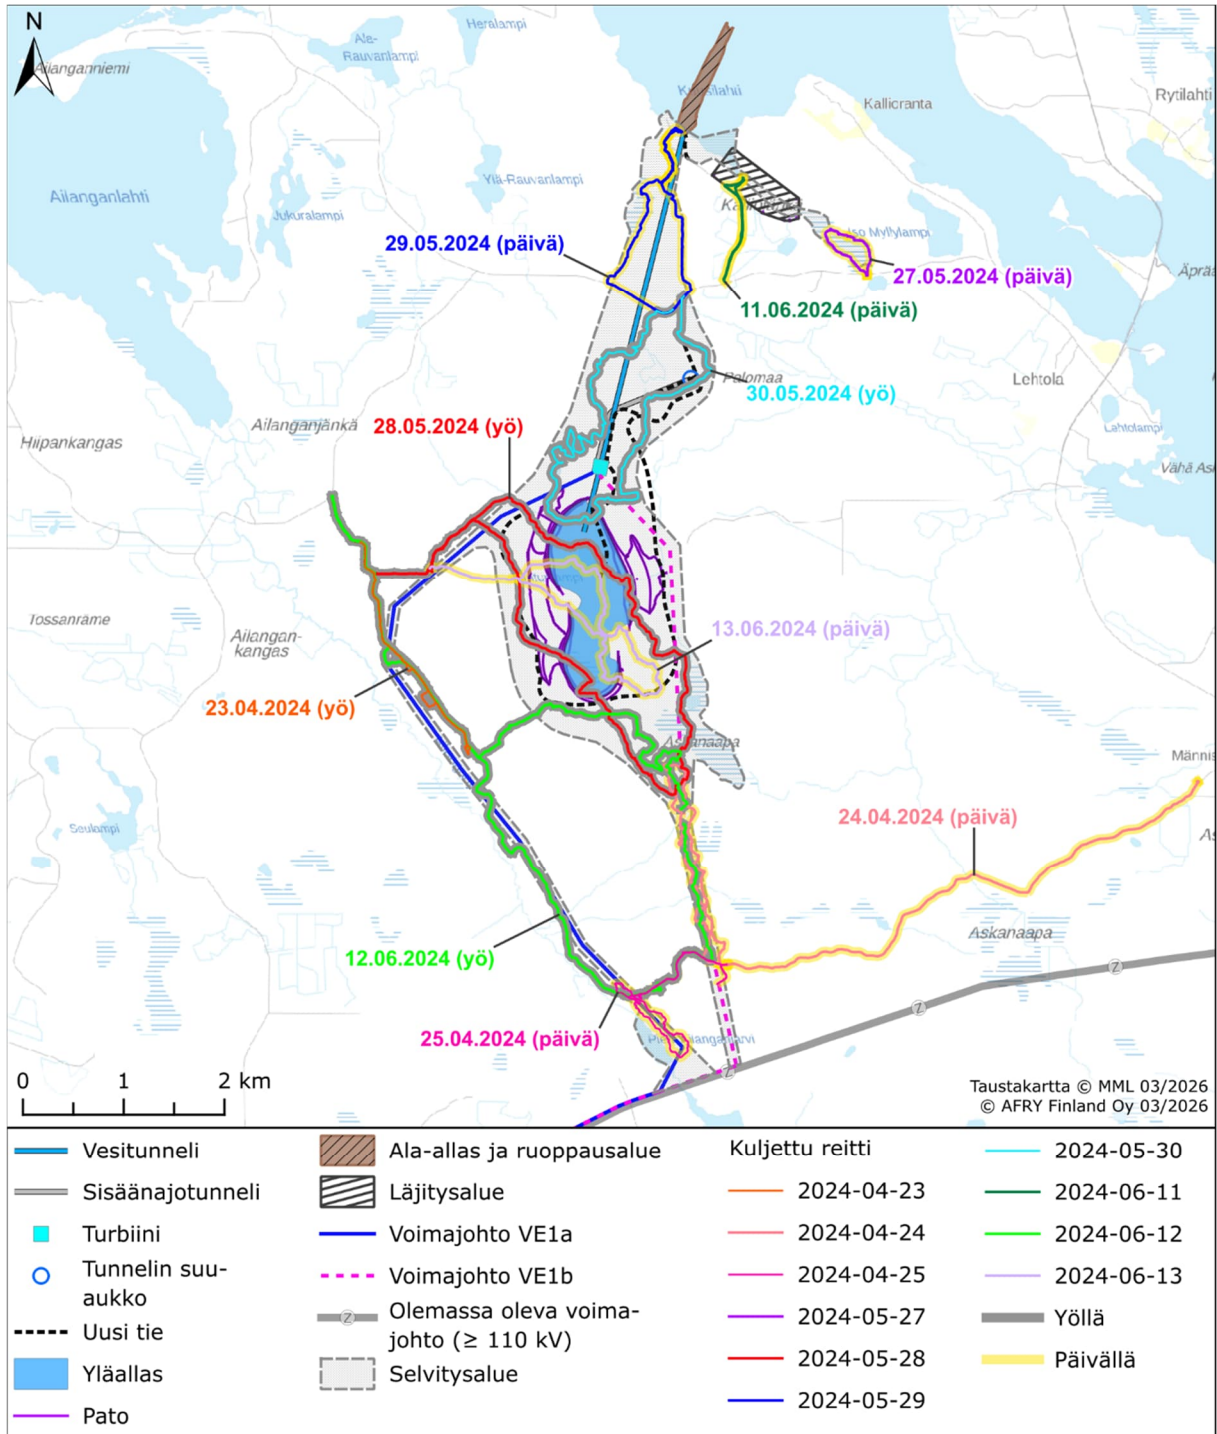 N
Heralampi
Ale-
Rauvanlampi
Ailanganniemi
Kallioranta
Rytilahti
Ailanganlahti
Ylä-Rauvanlampi
Jukuralampi
29.05.2024 (päivä)
Iso Myllylampi
27.05.2024 (päivä)
11.06.2024 (päivä)
Palomaa
Lehtola
30.05.2024 (yö)
Ailanganjänkä
28.05.2024 (yö)
Hiipankangas
Lehtolampi
Tossanräme
Ailangan-
kangas
13.06.2024 (päivä)
23.04.2024 (yö)
Askanaapa
24.04.2024 (päivä)
Askanaapa
12.06.2024 (yö)
25.04.2024 (päivä)
0 1 2 km
Taustakartta © MML 03/2026
© AFRY Finland Oy 03/2026
Vesitunneli
Sisäänajotunneli
Turbiini
Tunnelin suu-
aukko
Uusi tie
Yläallas
Pato
Ala-allas ja ruoppausalue
Läjitysalue
Voimajohto VE1a
Voimajohto VE1b
Z
Olemassa oleva voima-
johto (≥ 110 kV)
Selvitysalue
Kuljettu reitti
2024-04-23
2024-04-24
2024-04-25
2024-05-27
2024-05-28
2024-05-29
2024-05-30
2024-06-11
2024-06-12
2024-06-13
Yöllä
Päivällä